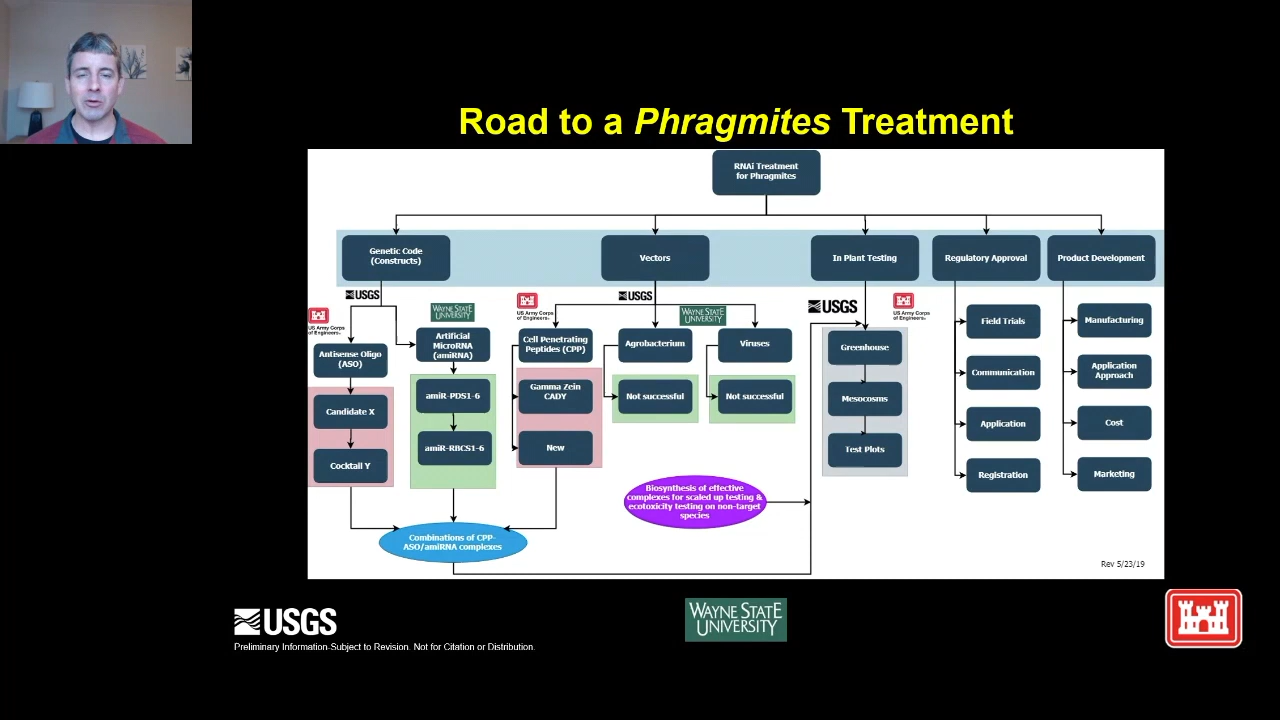 Road to a Phragmites Treatment
RNAi Treatment
for Phragmites
Genetic Code
(Constructs)
Vectors
In Plant Testing
Regulatory Approval
Product Development
USGS
US Army Corps
of Engineers
WAYNE STATE
UNIVERSITY
Antisense Oligo
(ASO)
Artificial
MicroRNA
(amiRNA)
Candidate X
Cocktail Y
amiR-PDS1-6
amiR-RBCS1-6
US Army Corps
of Engineers
USGS
WAYNE STATE
UNIVERSITY
Cell Penetrating
Peptides (CPP)
Agrobacterium
Viruses
Gamma Zein
CADY
New
Not successful
Not successful
USGS
US Army Corps
of Engineers
Greenhouse
Mesocosms
Test Plots
Field Trials
Communication
Application
Registration
Manufacturing
Application
Approach
Cost
Marketing
Biosynthesis of effective
complexes for scaled up testing &
ecotoxicity testing on non-target
species
Combinations of CPP-
ASO/amiRNA complexes
Rev 5/23/19
USGS
Preliminary Information-Subject to Revision. Not for Citation or Distribution.
WAYNE STATE
UNIVERSITY